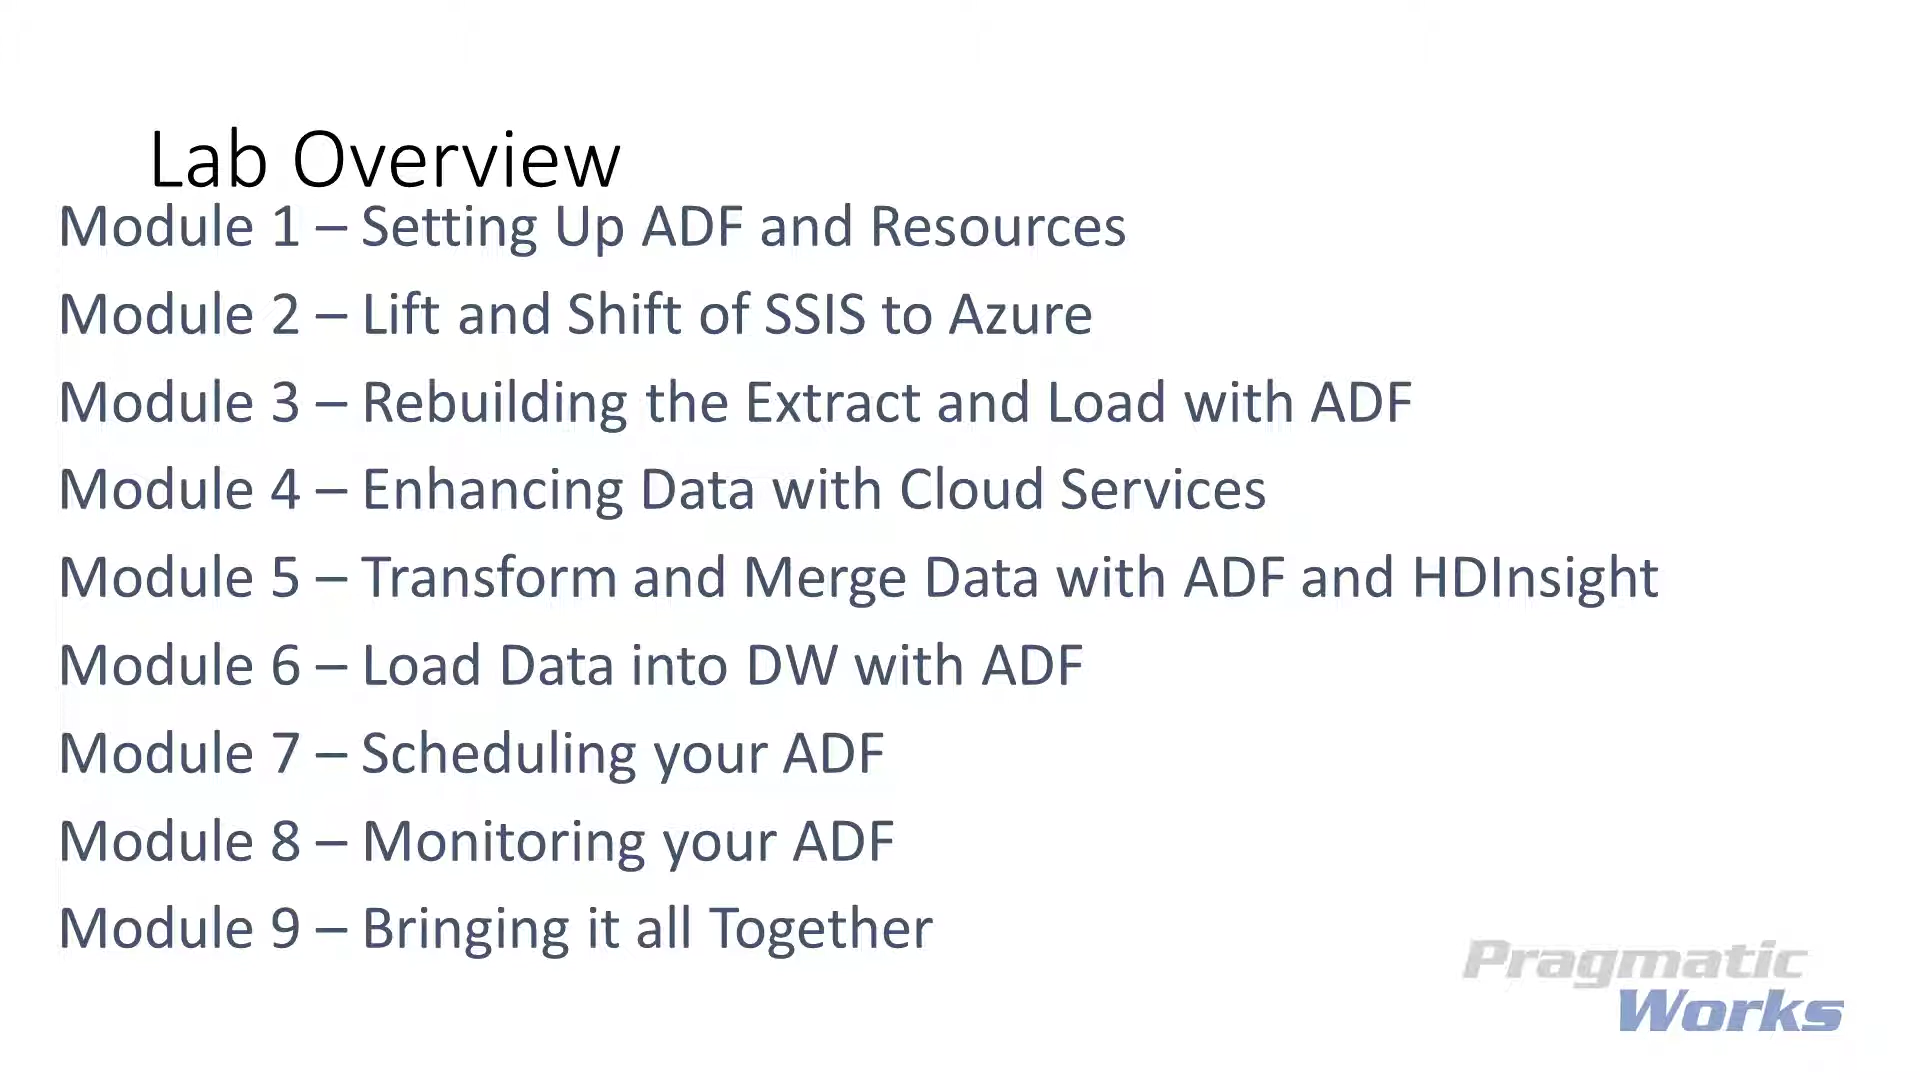 Lab Overview
Module 1 – Setting Up ADF and Resources
Module 2 – Lift and Shift of SSIS to Azure
Module 3 – Rebuilding the Extract and Load with ADF
Module 4 – Enhancing Data with Cloud Services
Module 5 – Transform and Merge Data with ADF and HDInsight
Module 6 – Load Data into DW with ADF
Module 7 – Scheduling your ADF
Module 8 – Monitoring your ADF
Module 9 – Bringing it all Together
Pragmatic
Works